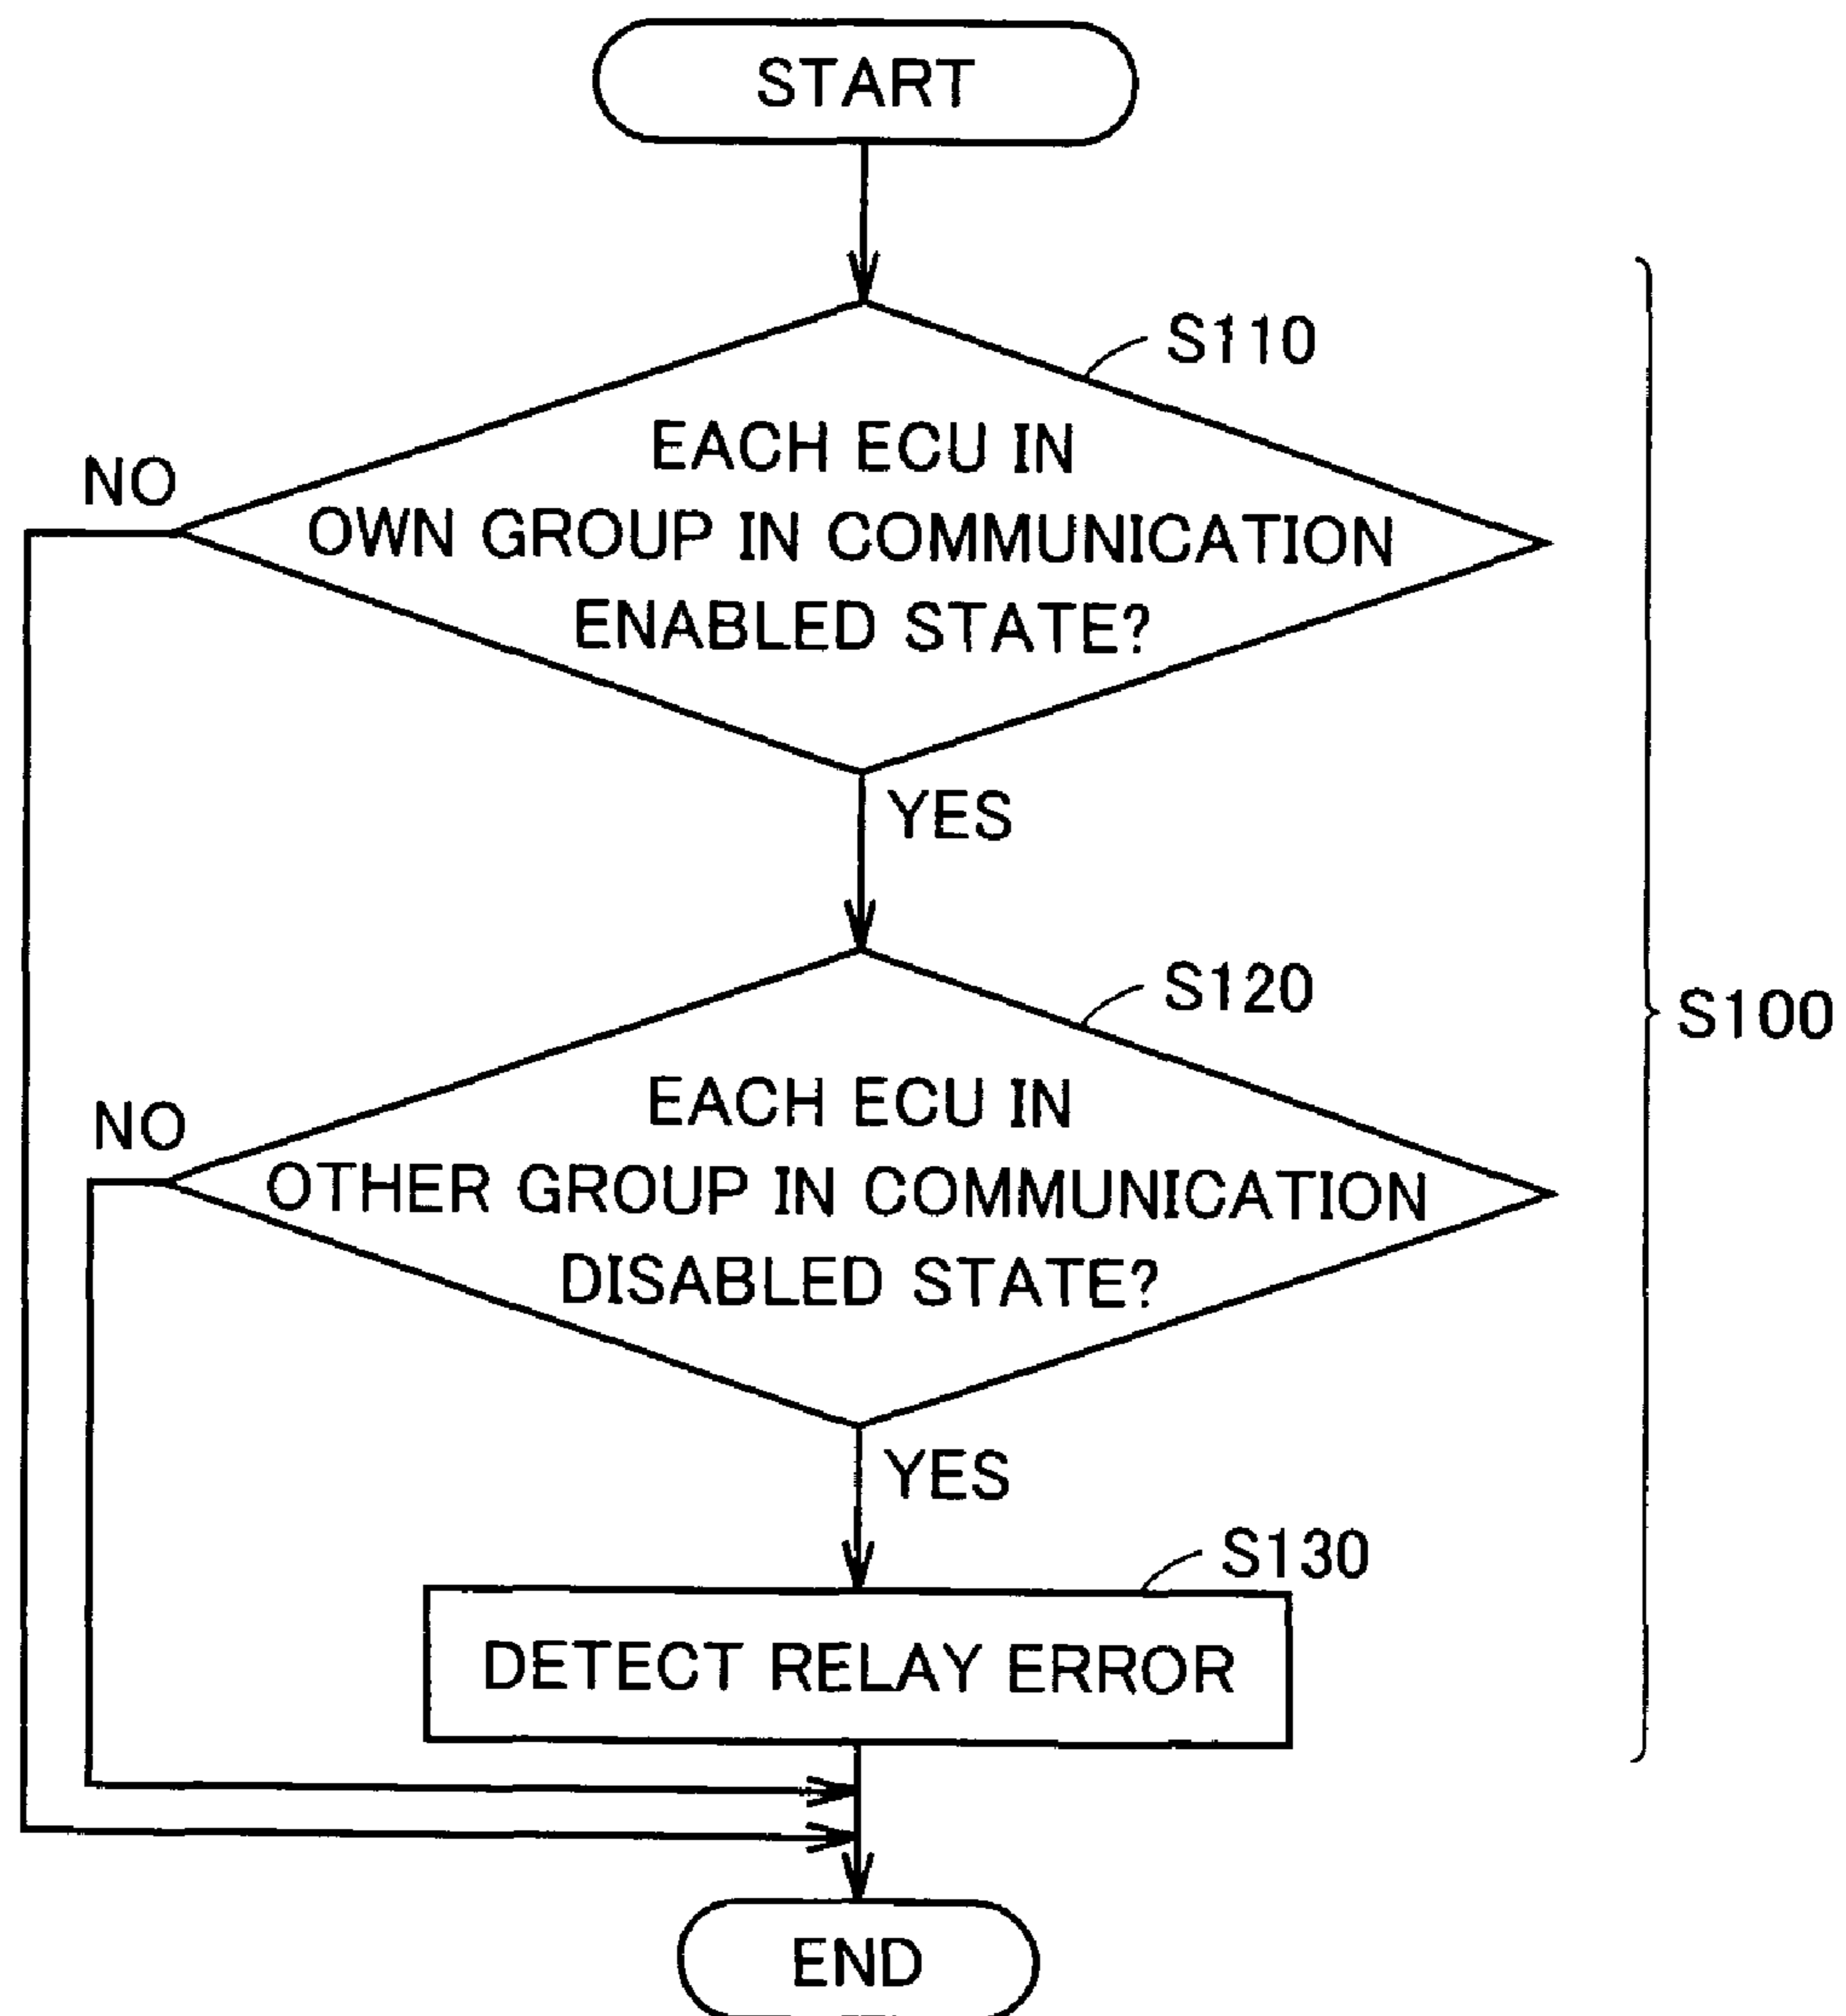 START
S110
EACH ECU IN
NO
OWN GROUP IN COMMUNICATION
ENABLED STATE?
YES
S120
S100
EACH ECU IN
NO
OTHER GROUP IN COMMUNICATION
DISABLED STATE?
YES
S130
DETECT RELAY ERROR
END